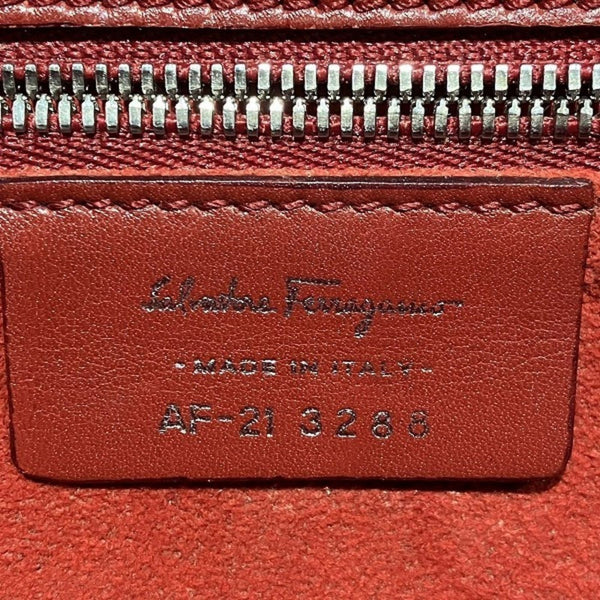 Salvatore Ferragamo
-MADE IN ITALY-
AF-21 3288